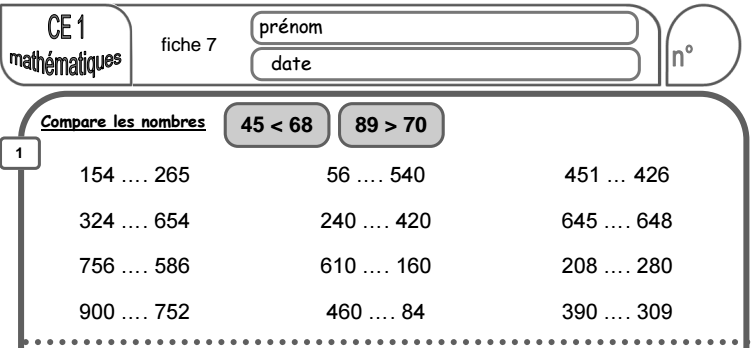 CE 1
mathématiques
fiche 7
prénom
date
n°
Compare les nombres 45 < 68 89 > 70
1
154 .... 265 56 .... 540 451 ... 426
324 .... 654 240 .... 420 645 .... 648
756 .... 586 610 .... 160 208 .... 280
900 .... 752 460 .... 84 390 .... 309